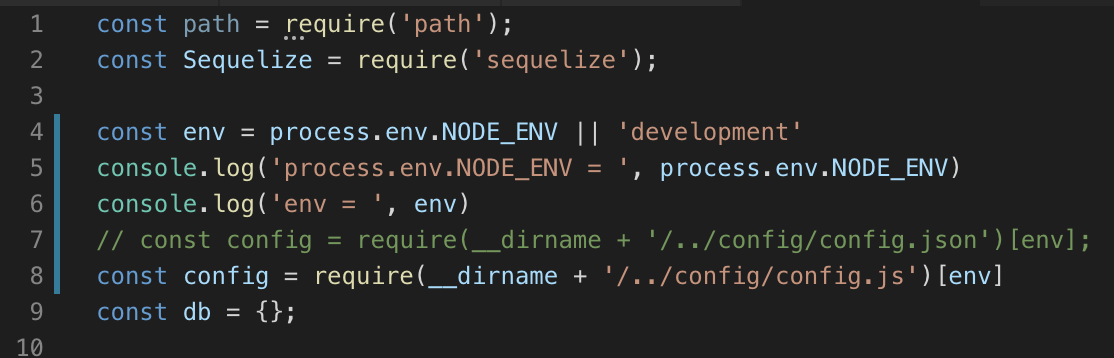 1 const path = require('path');
2 const Sequelize = require('sequelize');
3
4 const env = process.env.NODE_ENV || 'development'
5 console.log('process.env.NODE_ENV = ', process.env.NODE_ENV)
6 console.log('env = ', env)
7 // const config = require(__dirname + '/../config/config.json')[env];
8 const config = require(__dirname + '/../config/config.js')[env]
9 const db = {};
10